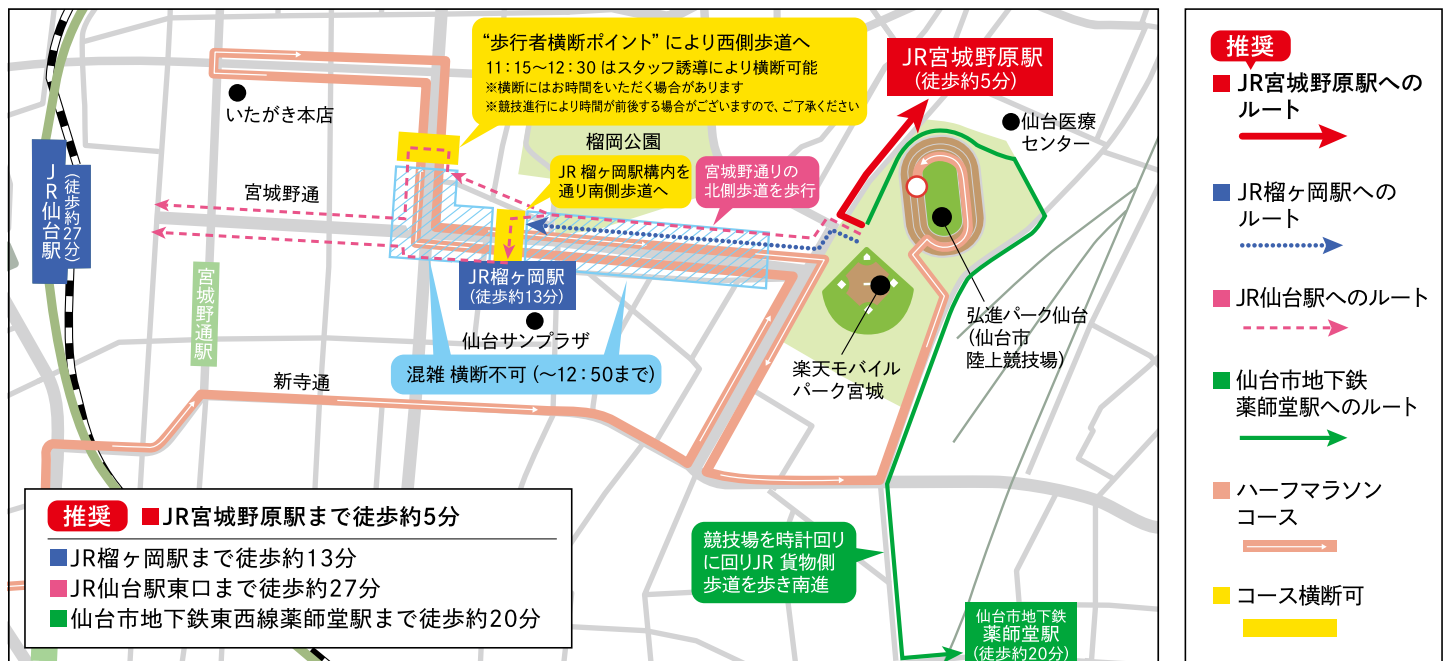 “歩行者横断ポイント” により西側歩道へ
11：15～12：30 はスタッフ誘導により横断可能
※横断にはお時間をいただく場合があります
※競技進行により時間が前後する場合がございますので、ご了承ください
JR宮城野原駅
(徒歩約5分)
いたがき本店
仙台医療
センター
榴岡公園
JR 榴ヶ岡駅構内を
通り南側歩道へ
宮城野通りの
北側歩道を歩行
JR仙台駅
(徒歩約27分)
宮城野通
宮城野通駅
JR榴ヶ岡駅
(徒歩約13分)
仙台サンプラザ
弘進パーク仙台
(仙台市
陸上競技場)
楽天モバイル
パーク宮城
混雑 横断不可 (～12：50まで)
新寺通
推奨 JR宮城野原駅まで徒歩約5分
JR榴ヶ岡駅まで徒歩約13分
JR仙台駅東口まで徒歩約27分
仙台市地下鉄東西線薬師堂駅まで徒歩約20分
競技場を時計回り
に回りJR 貨物側
歩道を歩き南進
仙台市地下鉄
薬師堂駅
(徒歩約20分)
推奨
JR宮城野原駅への
ルート
JR榴ヶ岡駅への
ルート
JR仙台駅へのルート
仙台市地下鉄
薬師堂駅へのルート
ハーフマラソン
コース
コース横断可